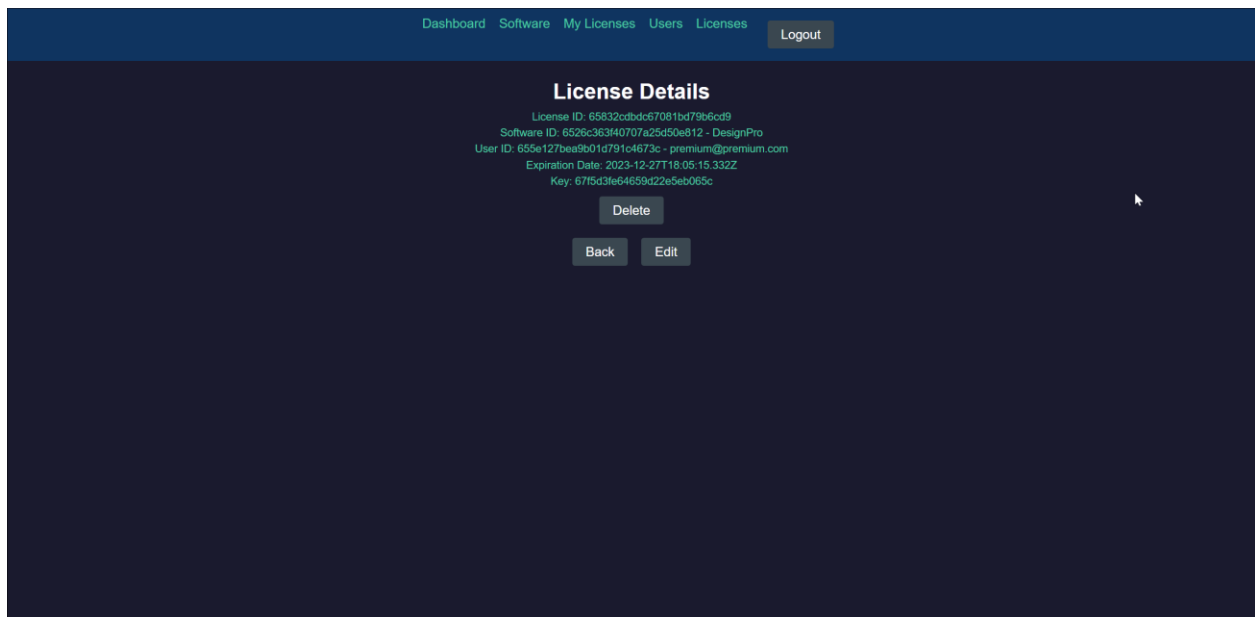 Dashboard Software My Licenses Users Licenses Logout
License Details
License ID: 65832cdbdc67081bd79b6cd9
Software ID: 6526c363f40707a25d50e812 - DesignPro
User ID: 655e127bea9b01d791c4673c - premium@premium.com
Expiration Date: 2023-12-27T18:05:15.332Z
Key: 67f5d3fe64659d22e5eb065c
Delete
Back Edit